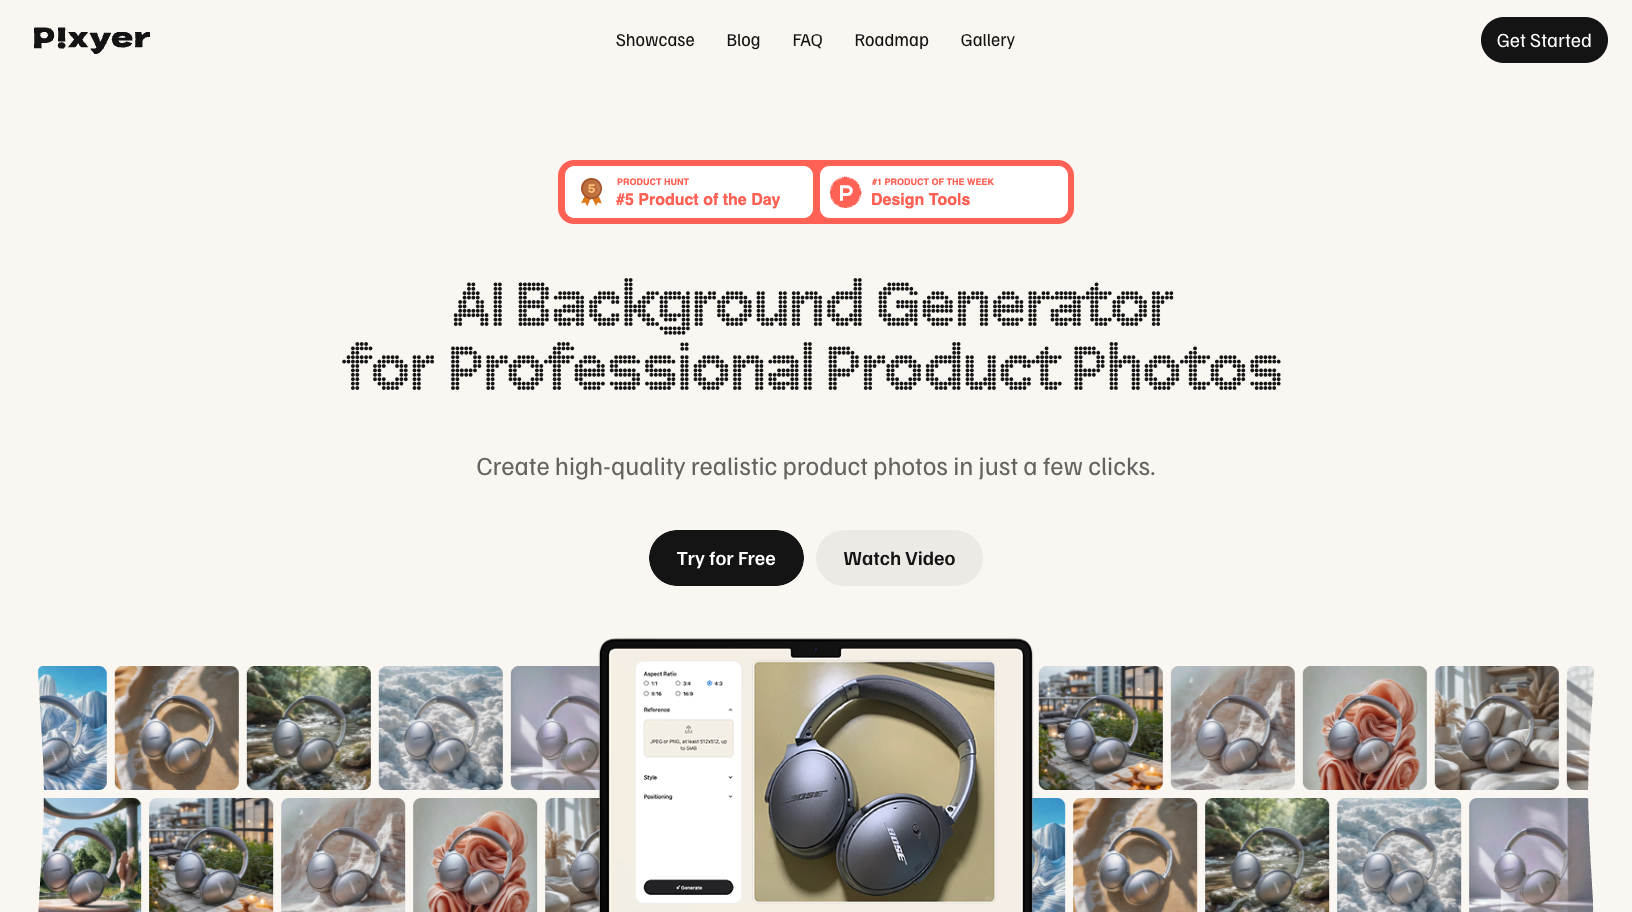 P!xyer
Showcase
Blog
FAQ
Roadmap
Gallery
Get Started
5
PRODUCT HUNT
#5 Product of the Day
P
#1 PRODUCT OF THE WEEK
Design Tools
AI Background Generator
for Professional Product Photos
Create high-quality realistic product photos in just a few clicks.
Try for Free
Watch Video
Aspect Ratio
1:1
3:4
4:3
9:16
16:9
Reference
JPEG or PNG, at least 512x512, up
to 5MB
Style
Positioning
Generate
BOSE
BOSE